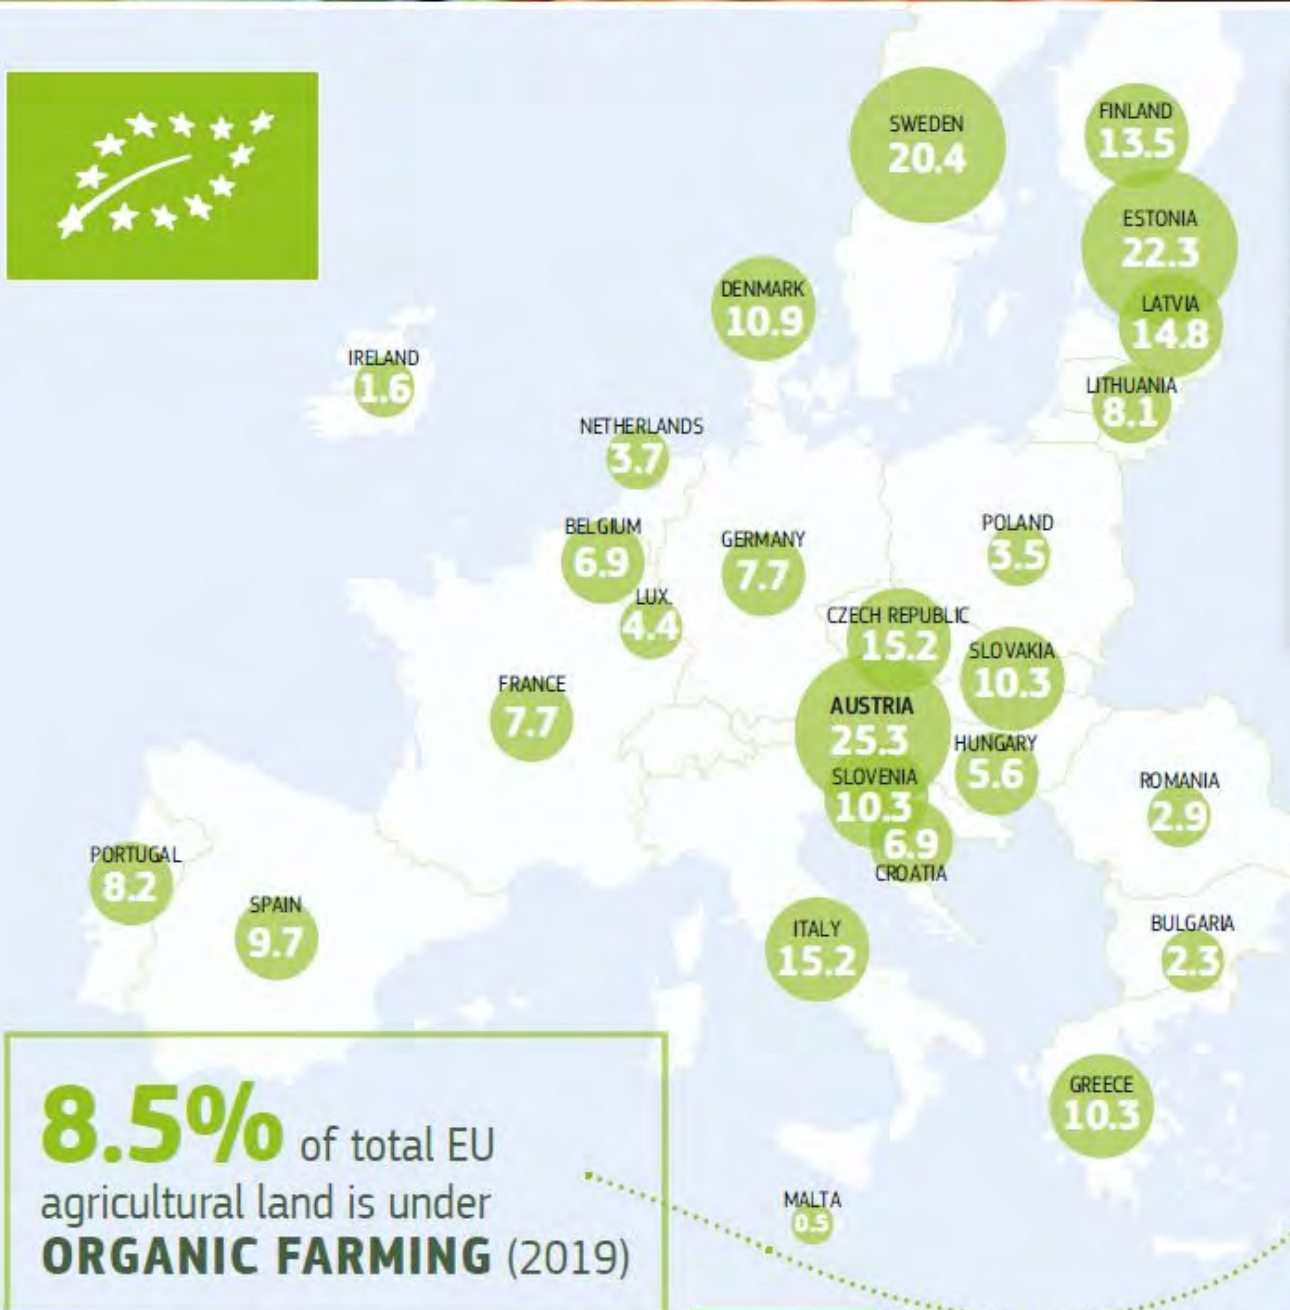 SWEDEN
20.4
FINLAND
13.5
ESTONIA
22.3
DENMARK
10.9
LATVIA
14.8
IRELAND
1.6
LITHUANIA
8.1
NETHERLANDS
3.7
BELGIUM
6.9
GERMANY
7.7
POLAND
3.5
LUX.
4.4
CZECH REPUBLIC
15.2
SLOVAKIA
10.3
FRANCE
7.7
AUSTRIA
25.3
HUNGARY
5.6
SLOVENIA
10.3
ROMANIA
2.9
6.9
CROATIA
PORTUGAL
8.2
SPAIN
9.7
ITALY
15.2
BULGARIA
2.3
GREECE
10.3
MALTA
0.5
8.5% of total EU
agricultural land is under
ORGANIC FARMING (2019)